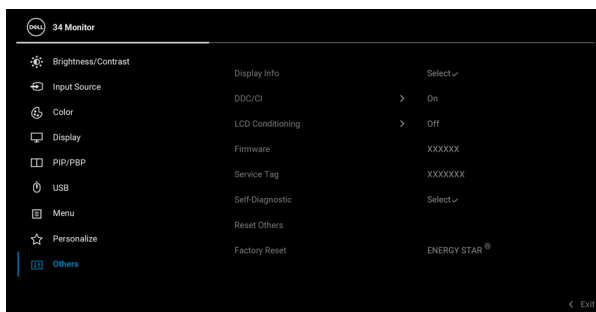 DELL 34 Monitor
Brightness/Contrast
Input Source
Color
Display
PIP/PBP
USB
Menu
Personalize
Others
Display Info Select✓
DDC/CI > On
LCD Conditioning > Off
Firmware XXXXXX
Service Tag XXXXXXX
Self-Diagnostic Select✓
Reset Others
Factory Reset ENERGY STAR ®
< Exit